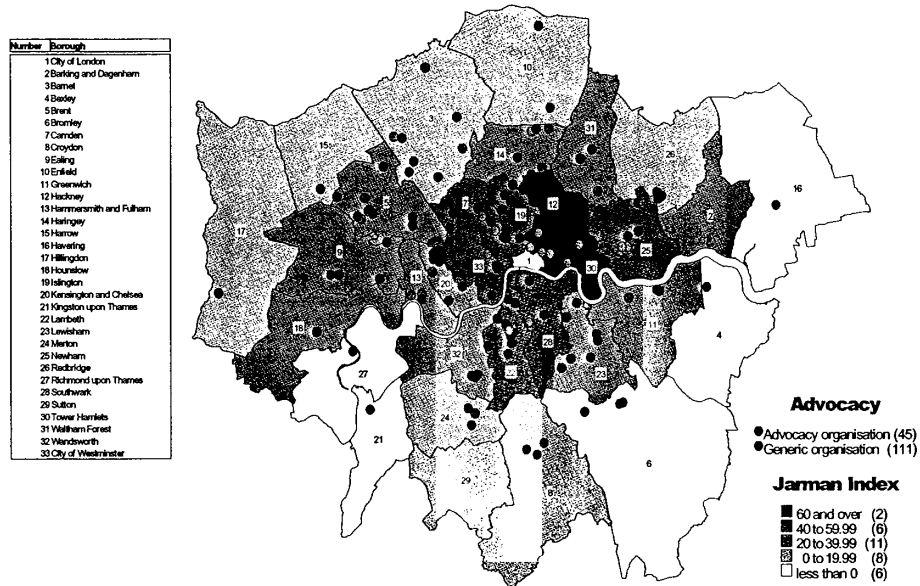 Number Borough
1 City of London
2 Barking and Dagenham
3 Barnet
4 Bexley
5 Brent
6 Bromley
7 Camden
8 Croydon
9 Ealing
10 Enfield
11 Greenwich
12 Hackney
13 Hammersmith and Fulham
14 Haringey
15 Harrow
16 Havering
17 Hillingdon
18 Hounslow
19 Islington
20 Kensington and Chelsea
21 Kingston upon Thames
22 Lambeth
23 Lewisham
24 Merton
25 Newham
26 Redbridge
27 Richmond upon Thames
28 Southwark
29 Sutton
30 Tower Hamlets
31 Waltham Forest
32 Wandsworth
33 City of Westminster
10
3
31
15
14
26
16
5
7
19
12
2
17
9
25
33
1
30
13
20
18
11
4
28
32
22
23
27
24
21
6
29
8
Advocacy
Advocacy organisation (45)
Generic organisation (111)
Jarman Index
60 and over (2)
40 to 59.99 (6)
20 to 39.99 (11)
0 to 19.99 (8)
less than 0 (6)